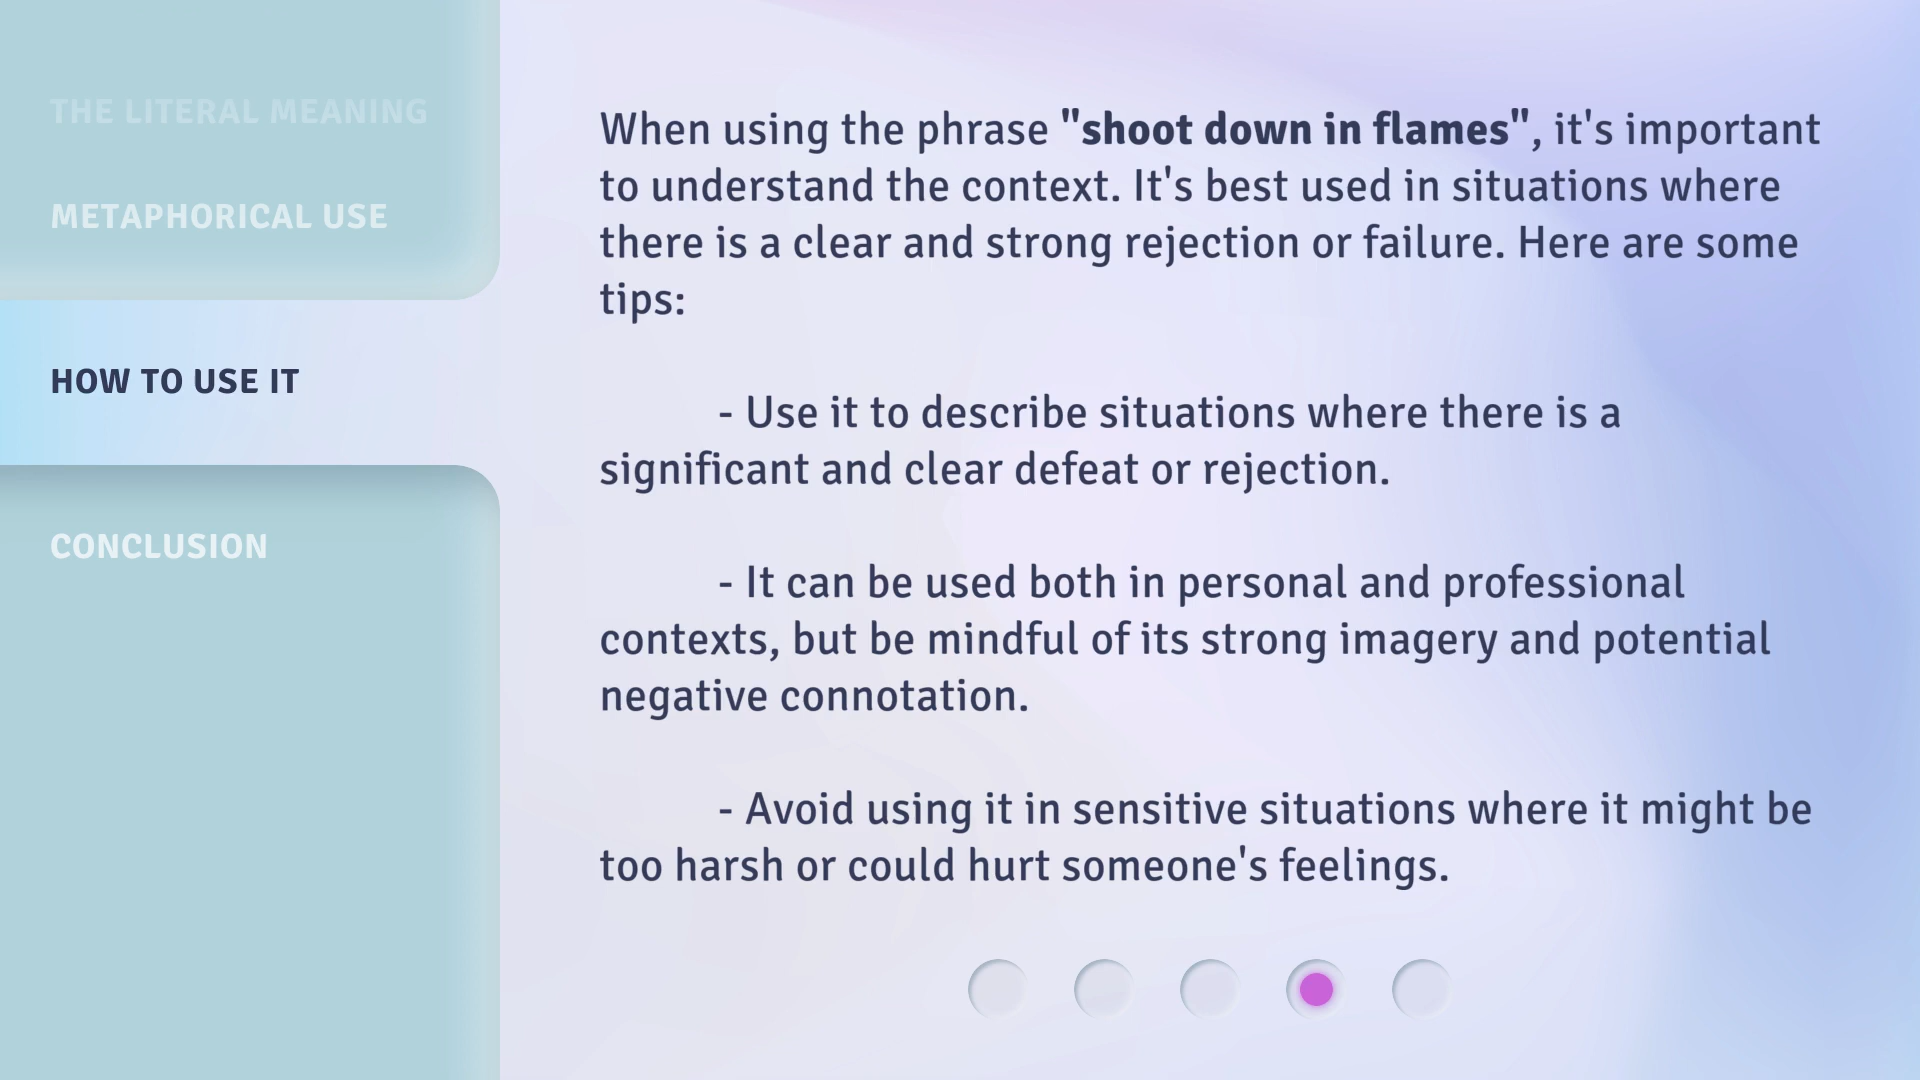 THE LITERAL MEANING
METAPHORICAL USE
HOW TO USE IT
CONCLUSION
When using the phrase "shoot down in flames", it's important
to understand the context. It's best used in situations where
there is a clear and strong rejection or failure. Here are some
tips:
- Use it to describe situations where there is a
significant and clear defeat or rejection.
- It can be used both in personal and professional
contexts, but be mindful of its strong imagery and potential
negative connotation.
- Avoid using it in sensitive situations where it might be
too harsh or could hurt someone's feelings.